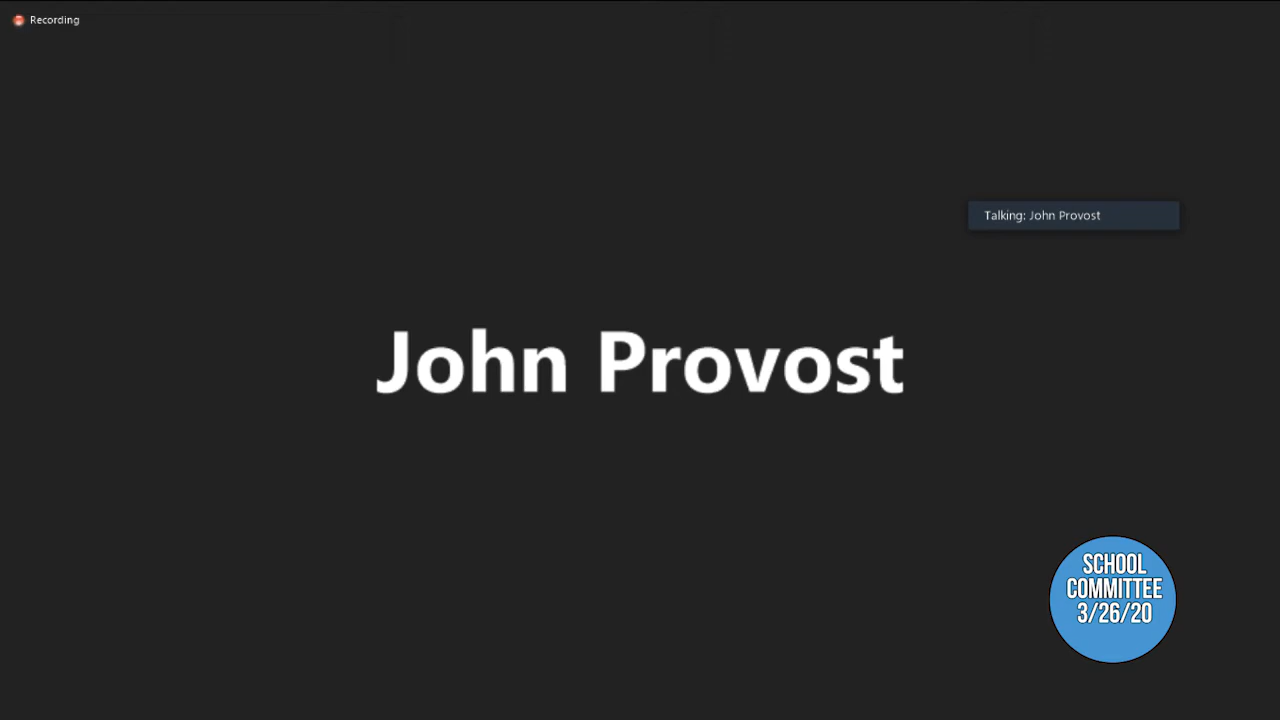 Recording
Talking: John Provost
John Provost
SCHOOL
COMMITTEE
3/26/20